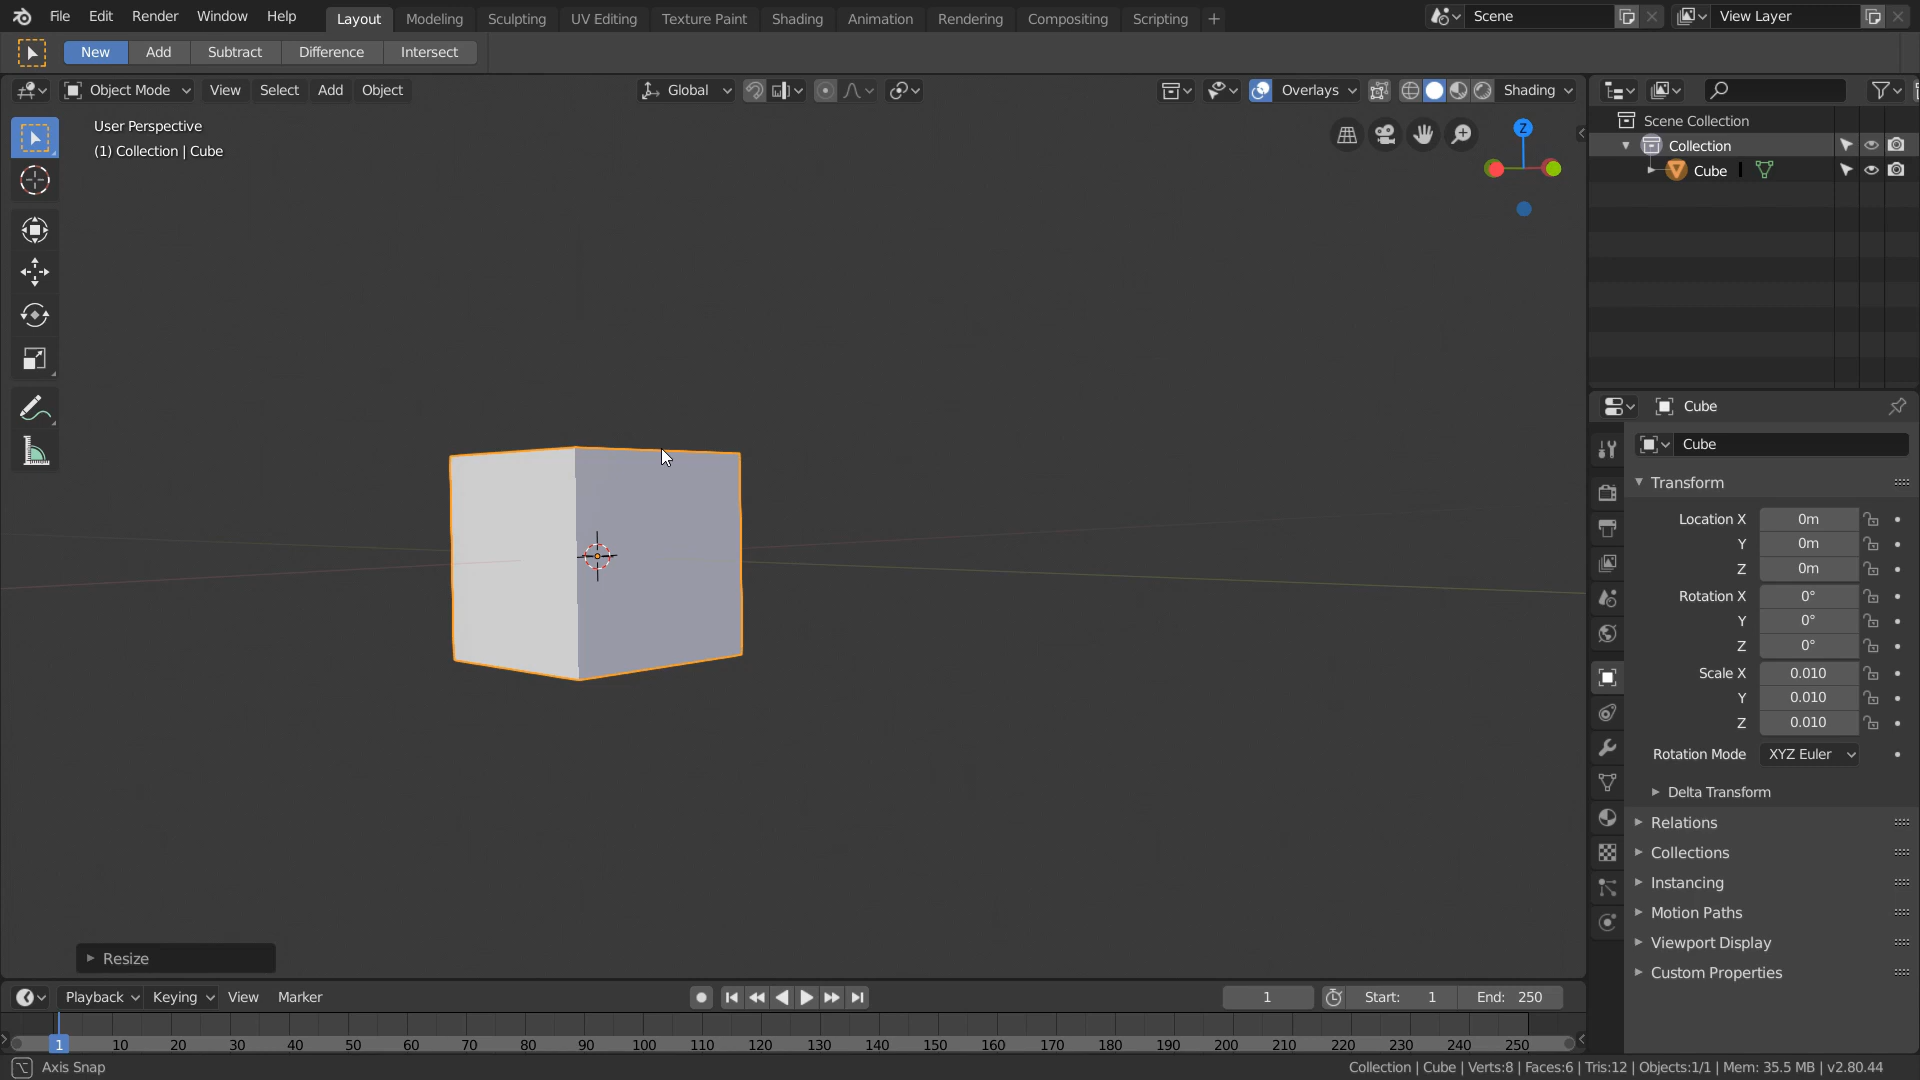 File Edit Render Window Help Layout Modeling Sculpting UV Editing Texture Paint Shading Animation Rendering Compositing Scripting + Scene View Layer
New Add Subtract Difference Intersect
Object Mode View Select Add Object Global Overlays Shading
User Perspective
(1) Collection | Cube
Z
Scene Collection
Collection
Cube
Cube
Cube
Transform
Location X 0m
Y 0m
Z 0m
Rotation X 0°
Y 0°
Z 0°
Scale X 0.010
Y 0.010
Z 0.010
Rotation Mode XYZ Euler
Delta Transform
Relations
Collections
Instancing
Motion Paths
Viewport Display
Custom Properties
Resize
Playback Keying View Marker 1 Start: 1 End: 250
1 10 20 30 40 50 60 70 80 90 100 110 120 130 140 150 160 170 180 190 200 210 220 230 240 250
Axis Snap
Collection | Cube | Verts:8 | Faces:6 | Tris:12 | Objects:1/1 | Mem: 35.5 MB | v2.80.44